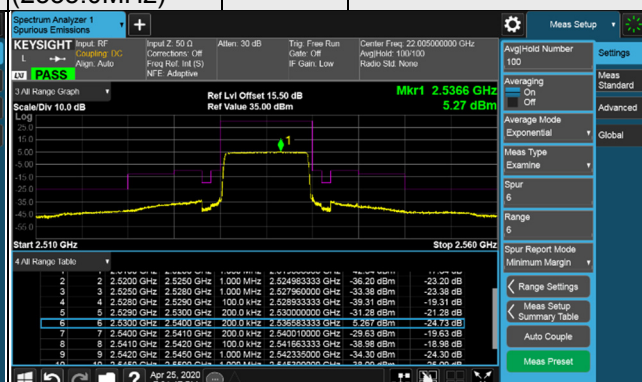 (2535.0MHz)
Spectrum Analyzer 1
Spurious Emissions
Meas Setup
KEYSIGHT Input: RF
Coupling: DC
Align: Auto
Input Z: 50 Ω
Corrections: Off
Freq Ref: Int (S)
NFE: Adaptive
Atten: 30 dB
Trig: Free Run
Gate: Off
IF Gain: Low
Center Freq: 22.005000000 GHz
Avg|Hold: 100/100
Radio Std: None
L
LXI PASS
3 All Range Graph
Scale/Div 10.0 dB
Ref Lvl Offset 15.50 dB
Ref Value 35.00 dBm
Mkr1 2.5366 GHz
5.27 dBm
Log
25.0
15.0
5.00
-5.00
-15.0
-25.0
-35.0
-45.0
-55.0
1
Start 2.510 GHz
Stop 2.560 GHz
4 All Range Table
2 2 2.5200 GHz 2.5250 GHz 1.000 MHz 2.524983333 GHz -36.20 dBm -23.20 dB
3 3 2.5250 GHz 2.5280 GHz 1.000 MHz 2.527960000 GHz -33.38 dBm -23.38 dB
4 4 2.5280 GHz 2.5290 GHz 100.0 kHz 2.528933333 GHz -39.31 dBm -19.31 dB
5 5 2.5290 GHz 2.5300 GHz 200.0 kHz 2.530000000 GHz -31.28 dBm -21.28 dB
6 6 2.5300 GHz 2.5400 GHz 200.0 kHz 2.536583333 GHz 5.267 dBm -24.73 dB
7 7 2.5400 GHz 2.5410 GHz 200.0 kHz 2.540010000 GHz -29.63 dBm -19.63 dB
8 8 2.5410 GHz 2.5420 GHz 100.0 kHz 2.541663333 GHz -38.98 dBm -18.98 dB
9 9 2.5420 GHz 2.5450 GHz 1.000 MHz 2.542335000 GHz -34.30 dBm -24.30 dB
Avg|Hold Number
100
Averaging
On
Off
Average Mode
Exponential
Meas Type
Examine
Spur
6
Range
6
Spur Report Mode
Minimum Margin
Range Settings
Meas Setup
Summary Table
Auto Couple
Meas Preset
Settings
Meas
Standard
Advanced
Global
Apr 25, 2020